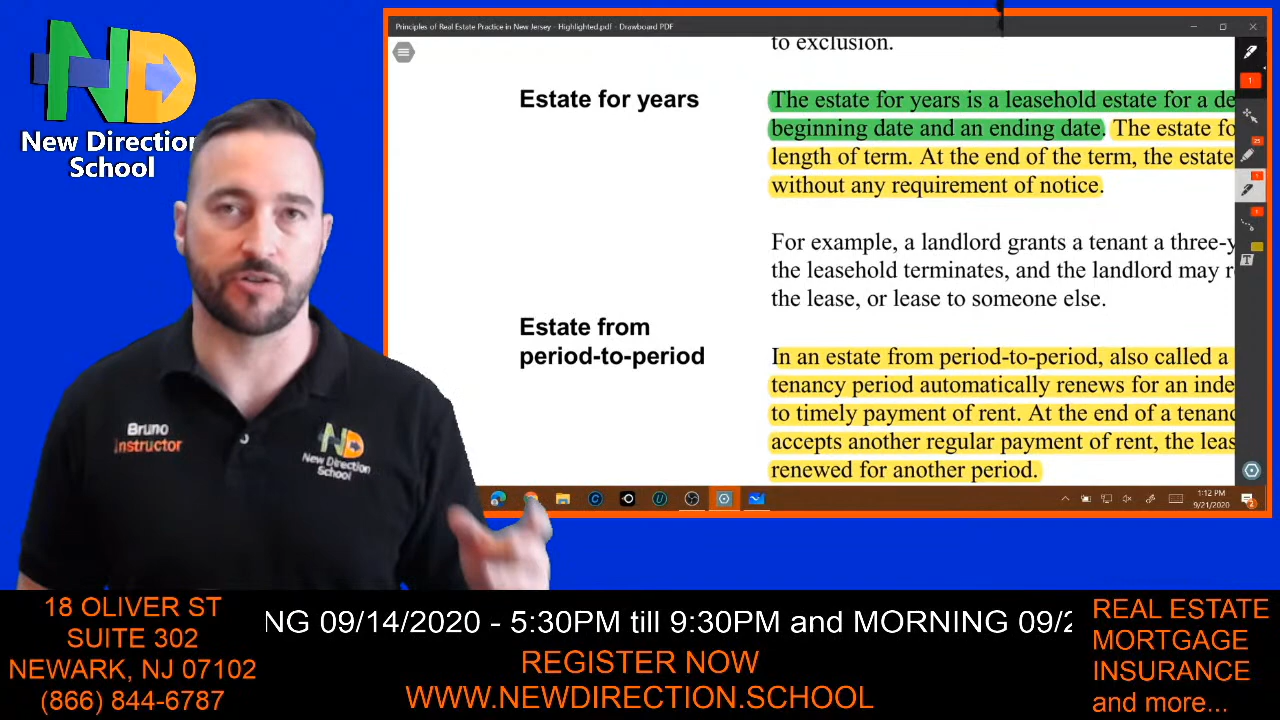 ND
New Direction
School
Bruno
Instructor
ND
New Direction
School
Principles of Real Estate Practice in New Jersey - Highlighted.pdf - Drawboard PDF
to exclusion.
Estate for years
The estate for years is a leasehold estate for a de
beginning date and an ending date. The estate fo
length of term. At the end of the term, the estate
without any requirement of notice.
For example, a landlord grants a tenant a three-y
the leasehold terminates, and the landlord may r
the lease, or lease to someone else.
Estate from
period-to-period
In an estate from period-to-period, also called a
tenancy period automatically renews for an inde
to timely payment of rent. At the end of a tenanc
accepts another regular payment of rent, the leas
renewed for another period.
1:12 PM
9/21/2020
18 OLIVER ST
SUITE 302
NEWARK, NJ 07102
(866) 844-6787
NG 09/14/2020 - 5:30PM till 9:30PM and MORNING 09/2
REGISTER NOW
WWW.NEWDIRECTION.SCHOOL
REAL ESTATE
MORTGAGE
INSURANCE
and more...